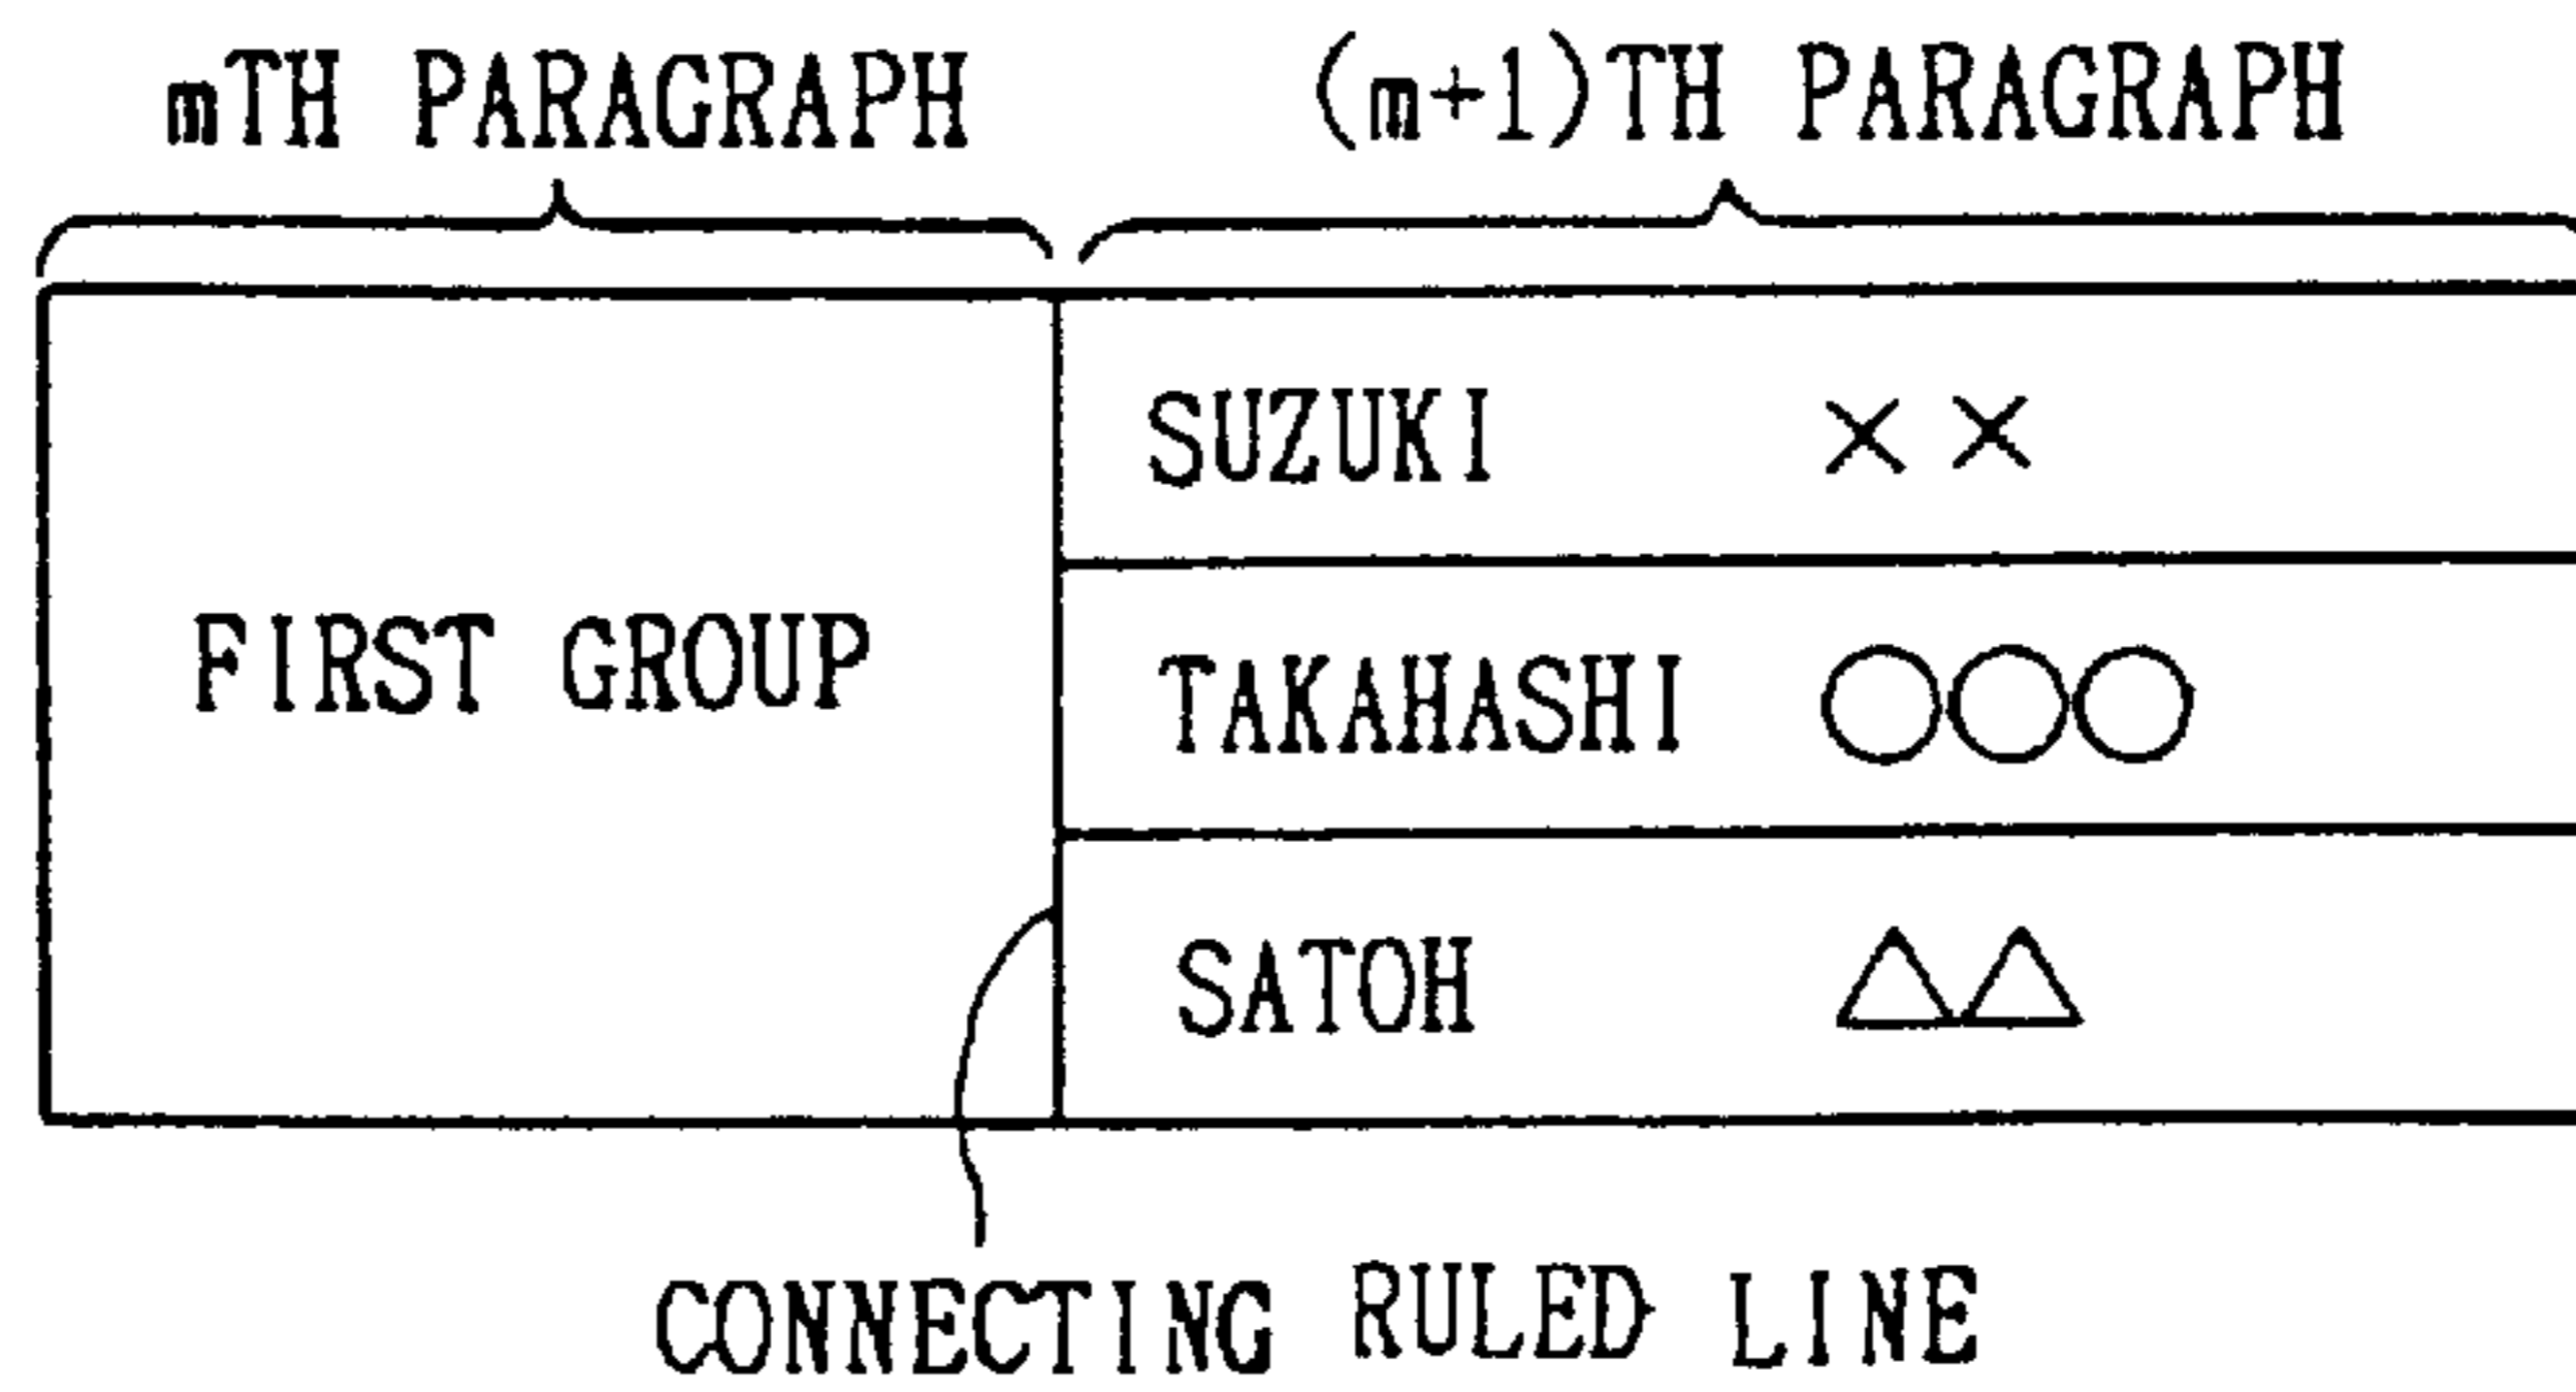 mTH PARAGRAPH (m+1)TH PARAGRAPH
SUZUKI ××
FIRST GROUP
TAKAHASHI ○○○
SATOH △△
CONNECTING RULED LINE